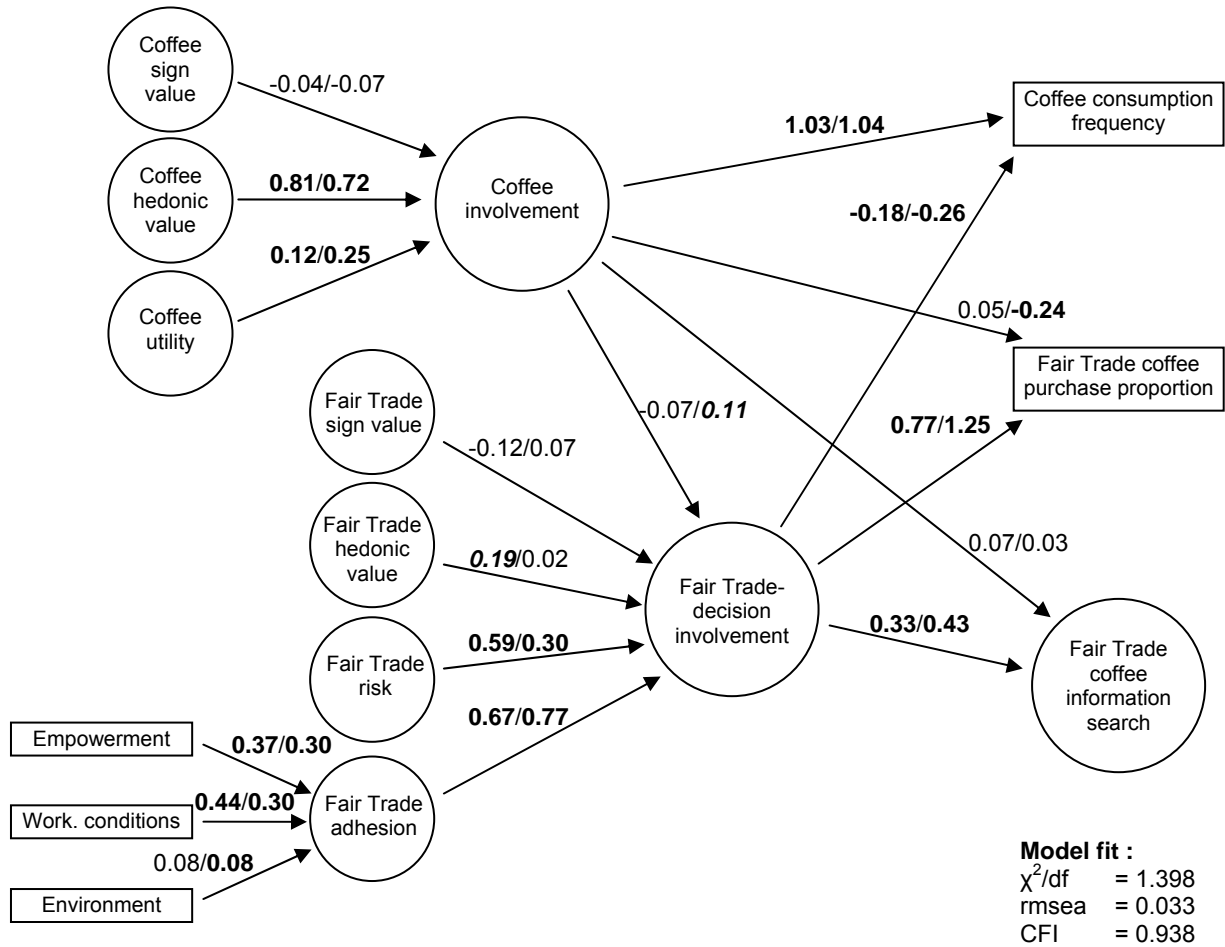 Coffee
sign
value
-0.04/-0.07
Coffee
hedonic
value
0.81/0.72
Coffee
utility
0.12/0.25
Coffee
involvement
1.03/1.04
Coffee consumption
frequency
-0.18/-0.26
0.05/-0.24
Fair Trade coffee
purchase proportion
-0.07/0.11
0.77/1.25
Fair Trade
sign value
-0.12/0.07
Fair Trade
hedonic
value
0.19/0.02
Fair Trade
risk
0.59/0.30
Fair Trade-
decision
involvement
0.07/0.03
0.33/0.43
Fair Trade
coffee
information
search
0.67/0.77
Empowerment
0.37/0.30
Work. conditions
0.44/0.30
Fair Trade
adhesion
0.08/0.08
Environment
Model fit :
χ²/df = 1.398
rmsea = 0.033
CFI = 0.938